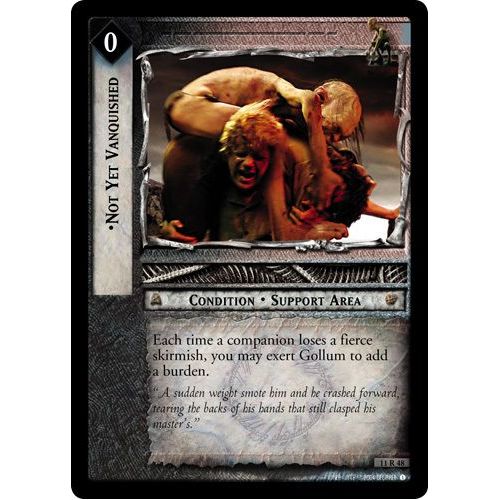 0
•Not Yet Vanquished
Condition • Support Area
Each time a companion loses a fierce
skirmish, you may exert Gollum to add
a burden.
“A sudden weight smote him and he crashed forward,
tearing the backs of his hands that still clasped his
master’s.”
11 R 48